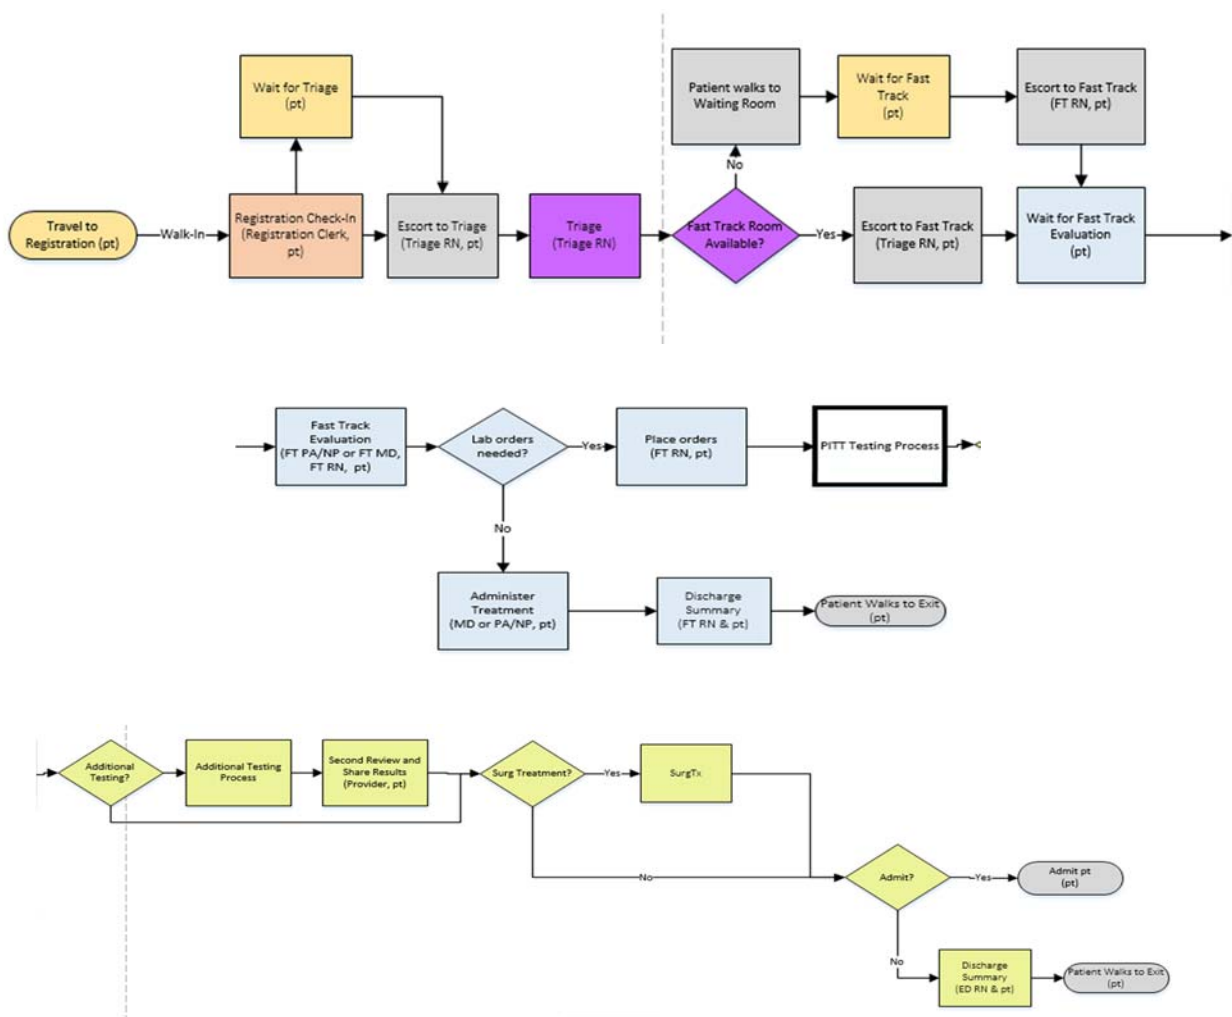 Wait for Triage
(pt)
Patient walks to
Waiting Room
Wait for Fast
Track
(pt)
Escort to Fast Track
(FT RN, pt)
No
Travel to
Registration (pt)
Walk-In
Registration Check-In
(Registration Clerk,
pt)
Escort to Triage
(Triage RN, pt)
Triage
(Triage RN)
Fast Track Room
Available?
Yes
Escort to Fast Track
(Triage RN, pt)
Wait for Fast Track
Evaluation
(pt)
Fast Track
Evaluation
(FT PA/NP or FT MD,
FT RN, pt)
Lab orders
needed?
Yes
Place orders
(FT RN, pt)
PITT Testing Process
No
Administer
Treatment
(MD or PA/NP, pt)
Discharge
Summary
(FT RN & pt)
Patient Walks to Exit
(pt)
Additional
Testing?
Additional Testing
Process
Second Review and
Share Results
(Provider, pt)
Surg Treatment?
Yes
SurgTx
No
Admit?
Yes
Admit pt
(pt)
No
Discharge
Summary
(ED RN & pt)
Patient Walks to Exit
(pt)